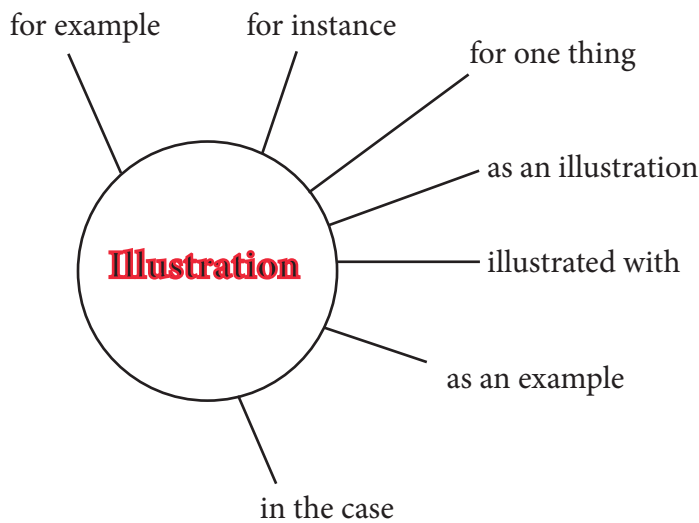 for example
for instance
for one thing
as an illustration
Illustration
illustrated with
as an example
in the case